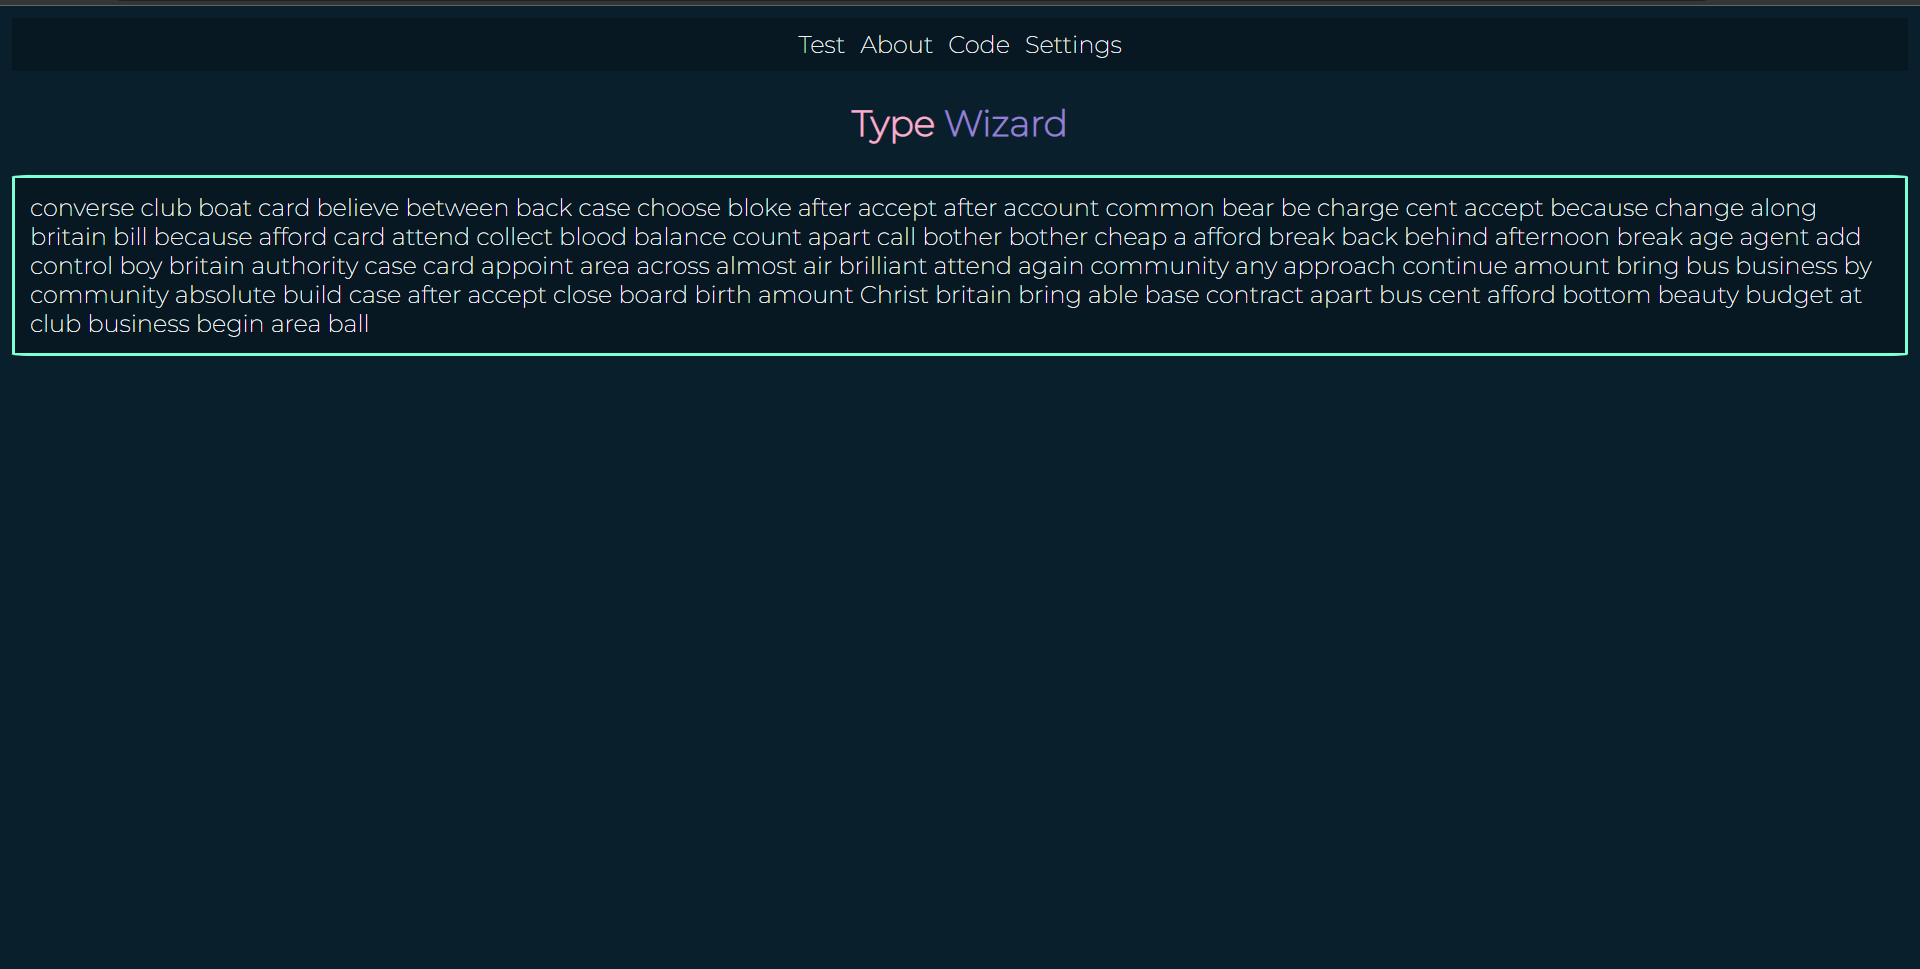 Test About Code Settings
Type Wizard
converse club boat card believe between back case choose bloke after accept after account common bear be charge cent accept because change along
britain bill because afford card attend collect blood balance count apart call bother bother cheap a afford break back behind afternoon break age agent add
control boy britain authority case card appoint area across almost air brilliant attend again community any approach continue amount bring bus business by
community absolute build case after accept close board birth amount Christ britain bring able base contract apart bus cent afford bottom beauty budget at
club business begin area ball